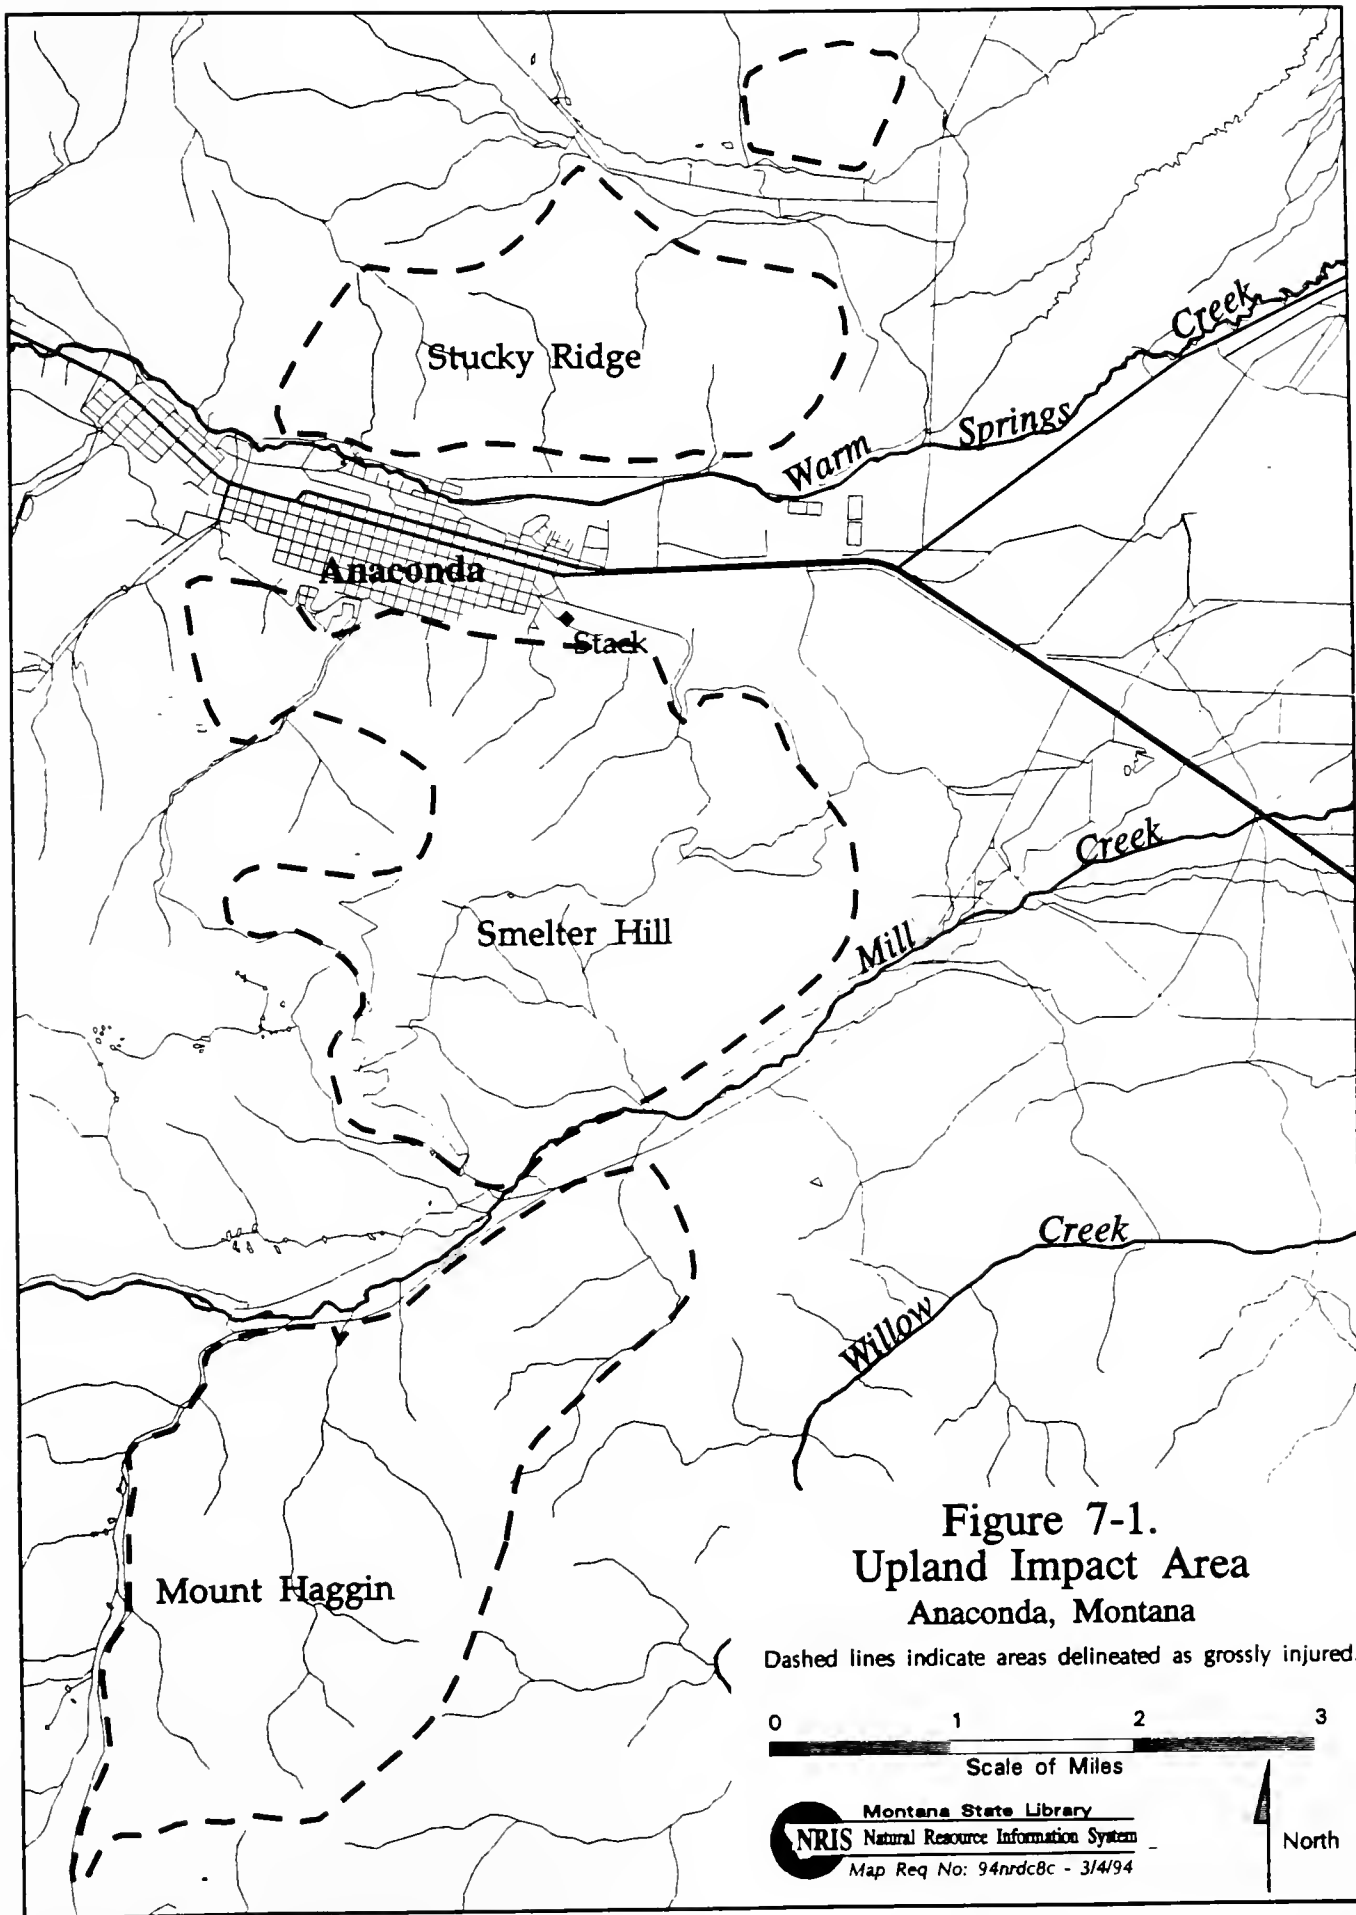 Stucky Ridge
Warm Springs Creek
Anaconda
Stack
Mill Creek
Smelter Hill
Willow Creek
Mount Haggin
Figure 7-1.
Upland Impact Area
Anaconda, Montana
Dashed lines indicate areas delineated as grossly injured.
0 1 2 3
Scale of Miles
Montana State Library
NRIS Natural Resource Information System
Map Req No: 94nrdc8c - 3/4/94
North